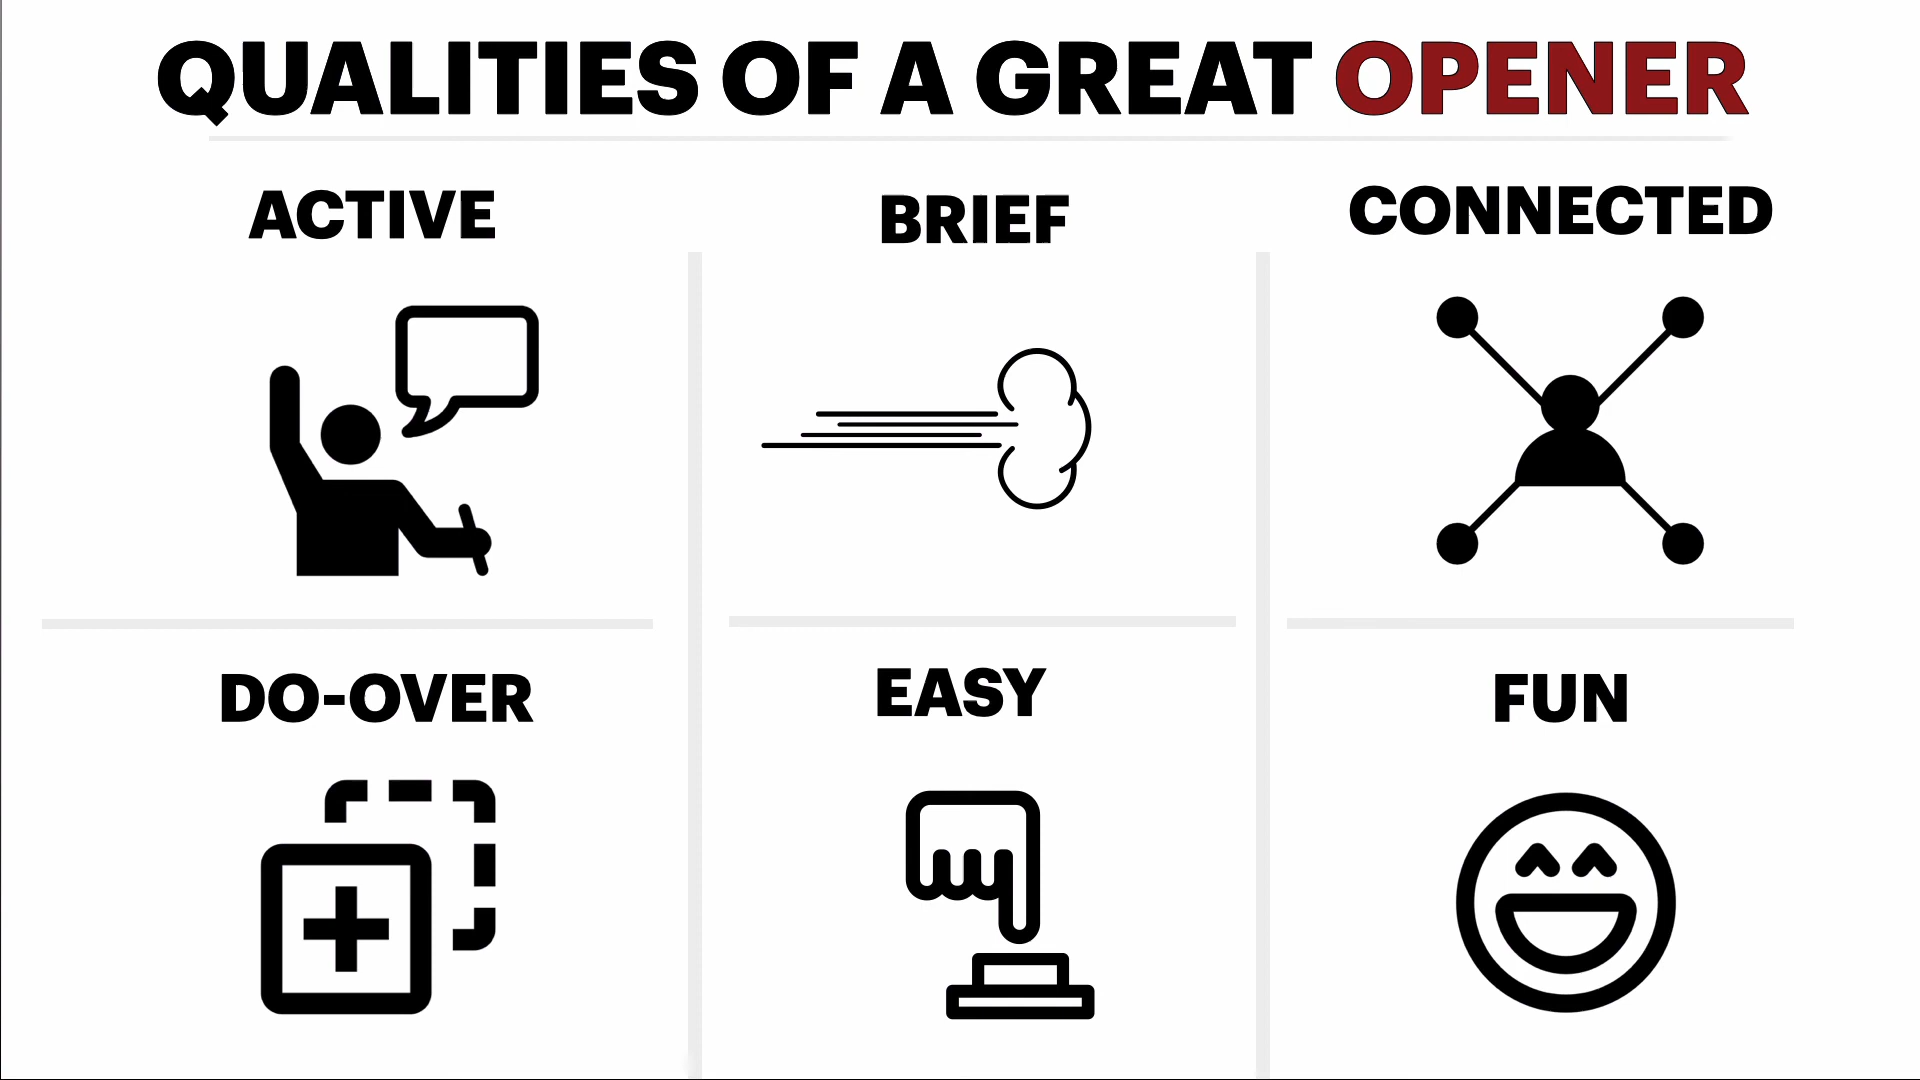 QUALITIES OF A GREAT OPENER
ACTIVE
BRIEF
CONNECTED
DO-OVER
EASY
FUN